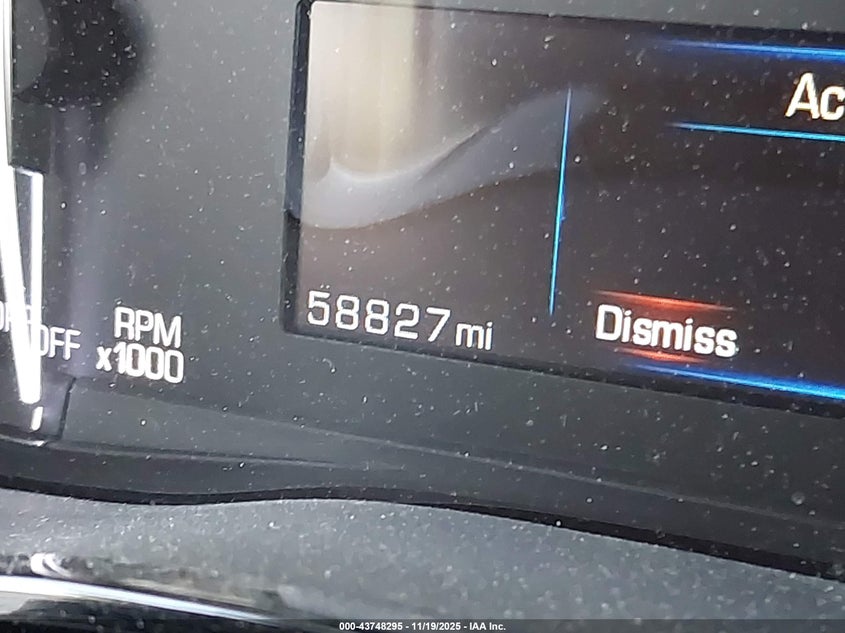 Ac
58827 mi
Dismiss
OFF
RPM
x1000
000-43748295 - 11/19/2025 - IAA Inc.